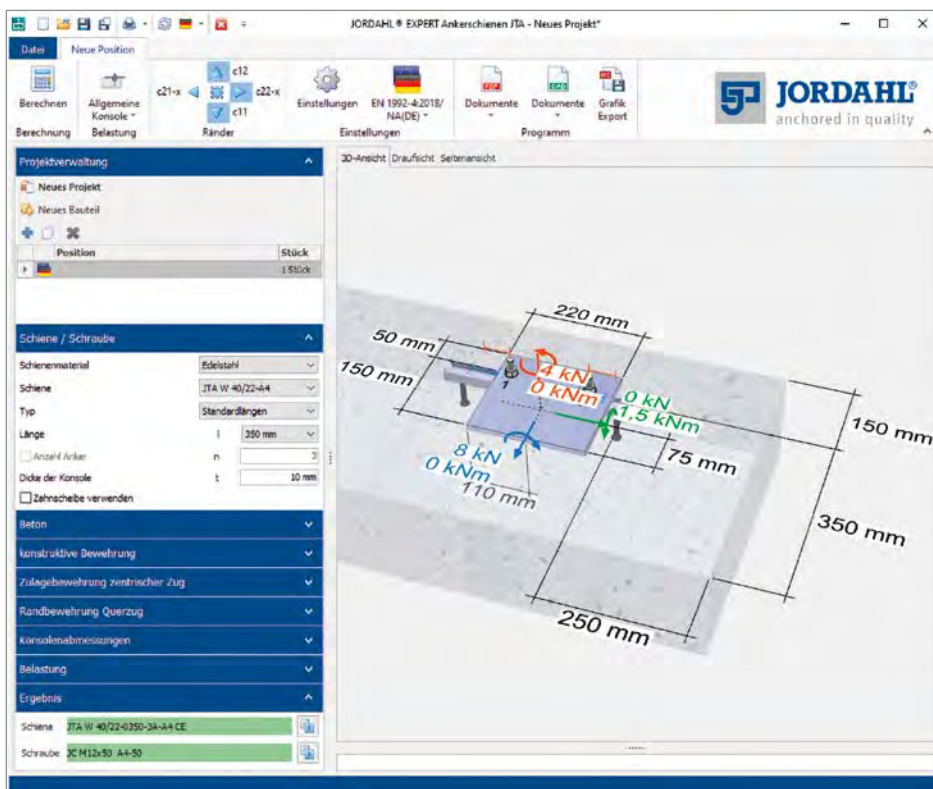 JORDAHL ® EXPERT Ankerschienen JTA - Neues Projekt*
Datei Neue Position
Berechnen
Berechnung
Allgemeine Konsole
Belastung
c12
c21-x c22-x
c11
Ränder
Einstellungen EN 1992-4:2018/ NA(DE)
Einstellungen
Dokumente Dokumente Grafik Export
Programm
JORDAHL®
anchored in quality
Projektverwaltung
Neues Projekt
Neues Bauteil
Position Stück
1 Stück
Schiene / Schraube
Schienenmaterial Edelstahl
Schiene JTA W 40/22-A4
Typ Standardlängen
Länge l 350 mm
Anzahl Anker n 3
Dicke der Konsole t 10 mm
Zahnscheibe verwenden
Beton
konstruktive Bewehrung
Zulagebewehrung zentrischer Zug
Randbewehrung Querzug
Konsolenabmessungen
Belastung
Ergebnis
Schiene JTA W 40/22-0350-3A-A4 CE
Schraube JC M12x50 A4-50
3D-Ansicht Draufsicht Seitenansicht
220 mm
50 mm
150 mm
1
4 kN
0 kNm
0 kN
1,5 kNm
8 kN
0 kNm
110 mm
75 mm
150 mm
350 mm
250 mm